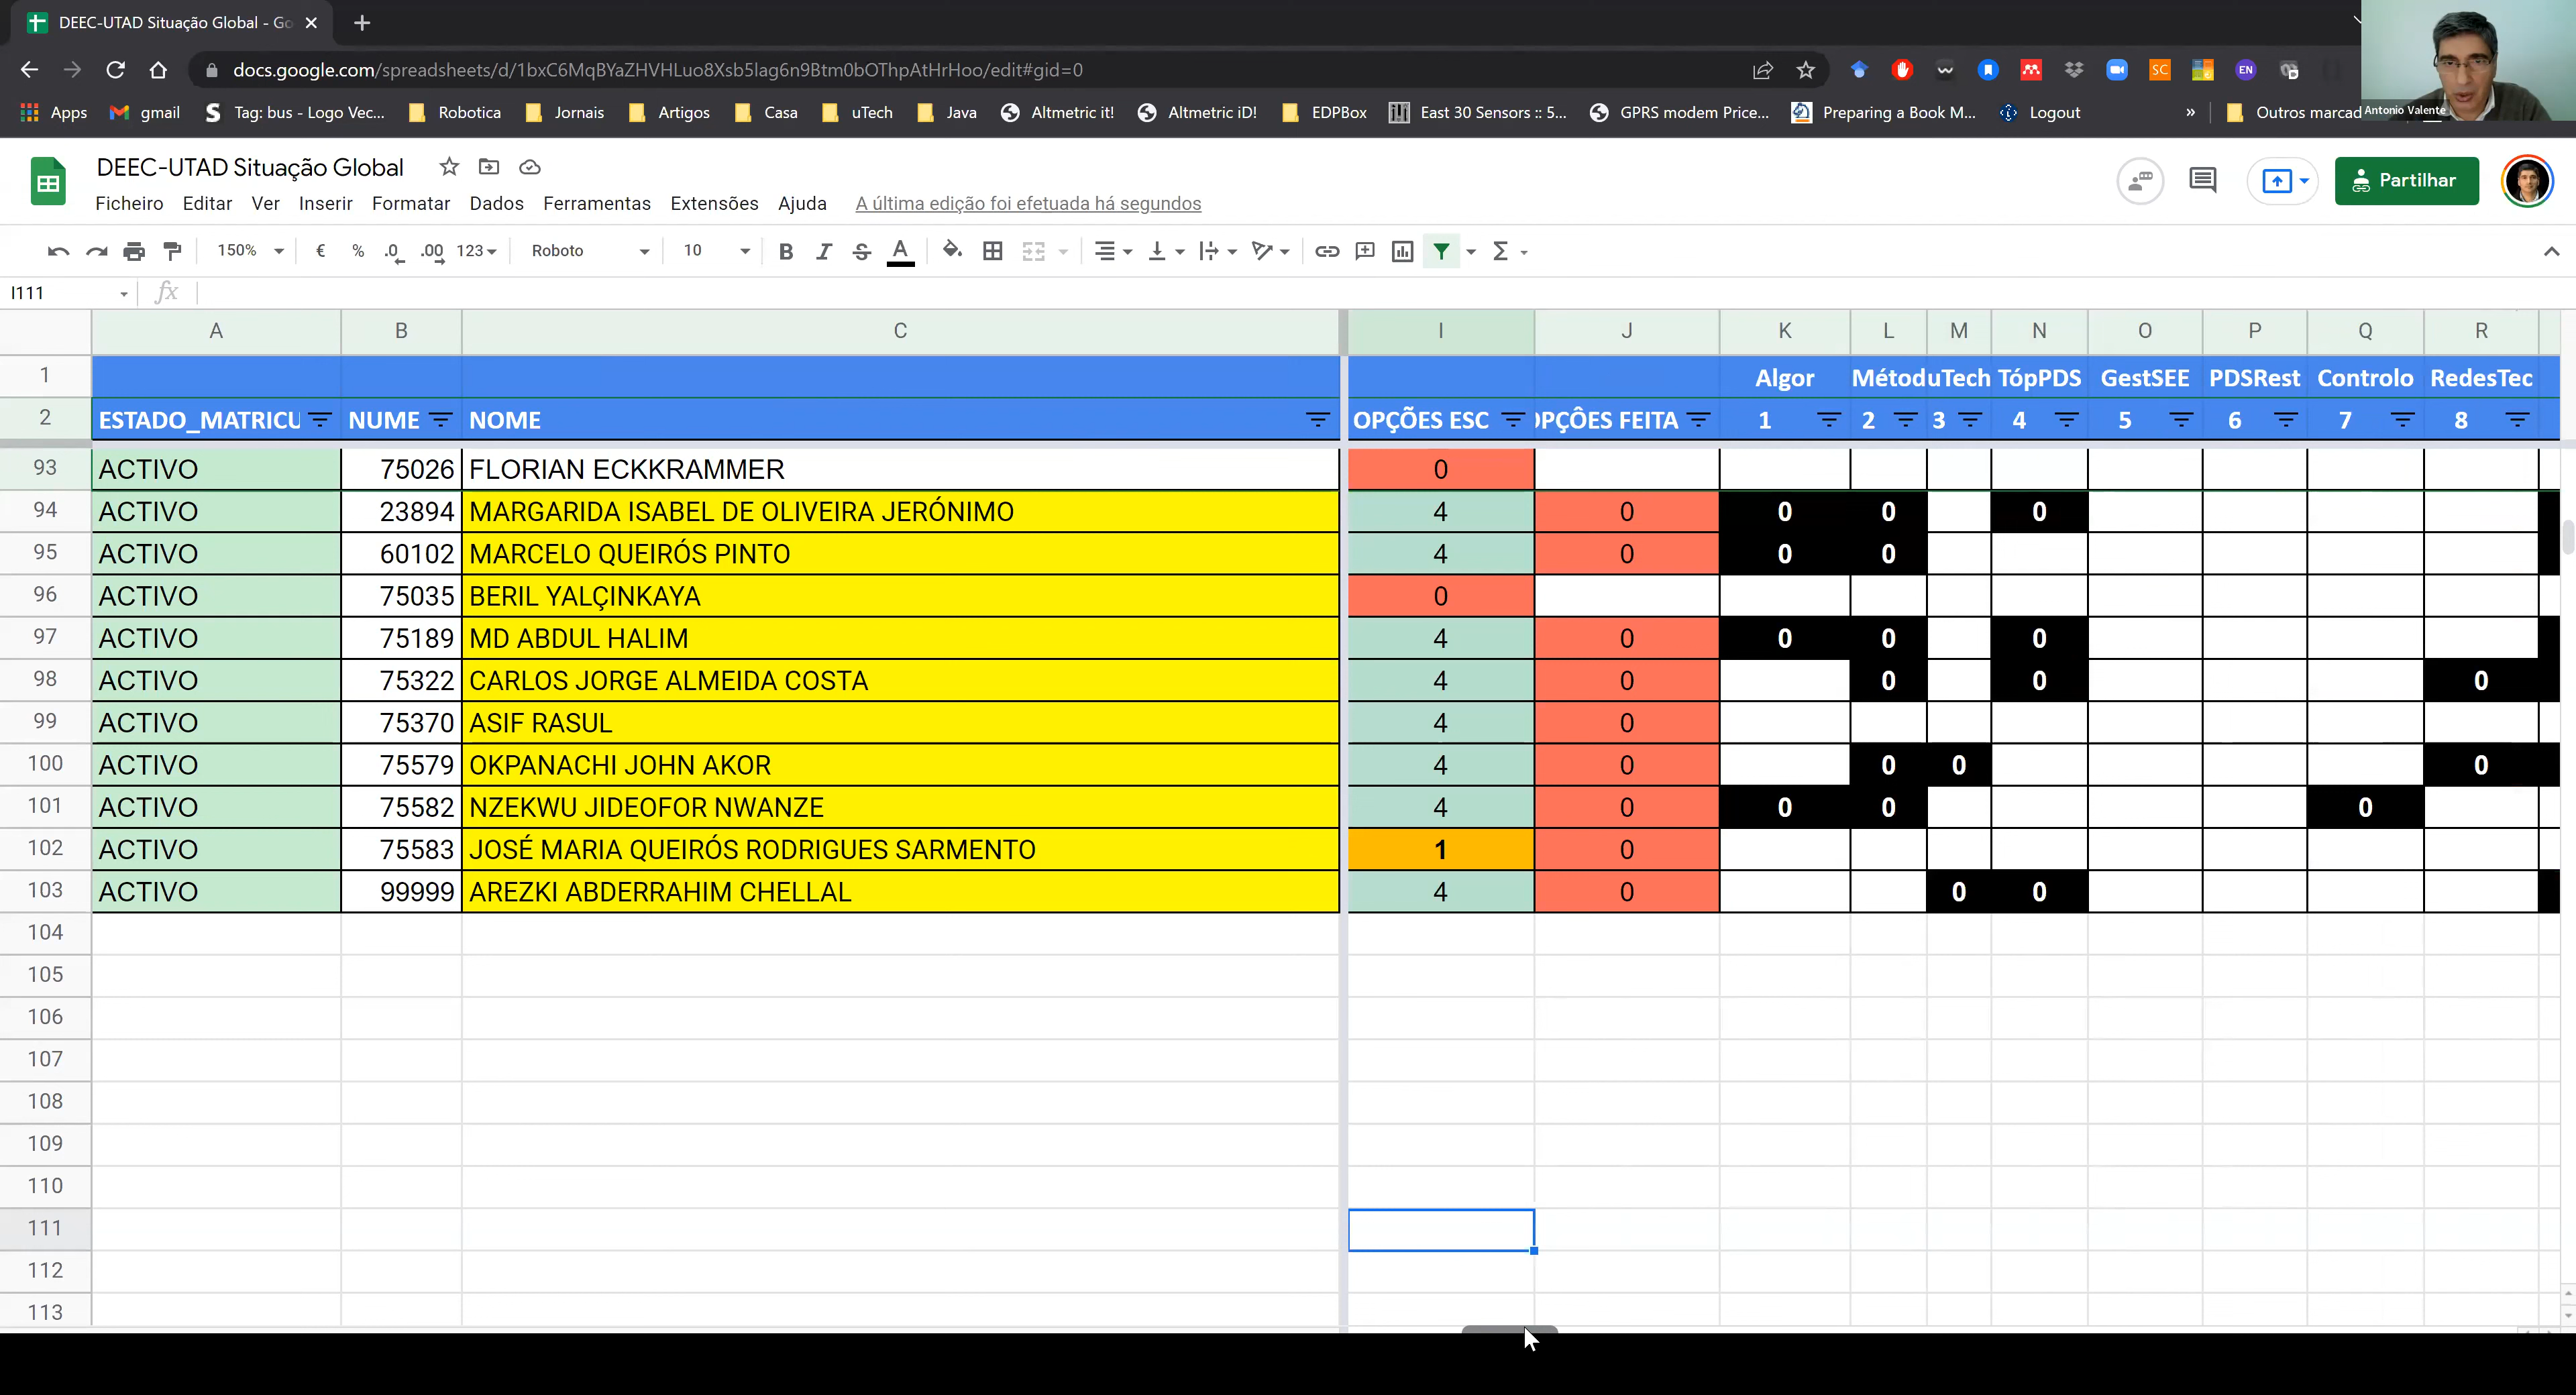 DEEC-UTAD Situação Global - Go
docs.google.com/spreadsheets/d/1bxC6MqBYaZHVHLuo8Xsb5lag6n9Btm0bOThpAtHrHoo/edit#gid=0
SC EN
Apps gmail Tag: bus - Logo Vec... Robotica Jornais Artigos Casa uTech Java Altmetric it! Altmetric iD! EDPBox East 30 Sensors :: 5... GPRS modem Price... Preparing a Book M... Logout » Outros marcad
Antonio Valente
DEEC-UTAD Situação Global
Partilhar
Ficheiro Editar Ver Inserir Formatar Dados Ferramentas Extensões Ajuda A última edição foi efetuada há segundos
150% € % .0 .00 123 Roboto 10 B I S A Σ
I111 fx
A B C I J K L M N O P Q R
1 Algor Métod uTech TópPDS GestSEE PDSRest Controlo RedesTec
2 ESTADO_MATRICU NUME NOME OPÇÕES ESC OPÇÔES FEITA 1 2 3 4 5 6 7 8
93 ACTIVO 75026 FLORIAN ECKKRAMMER 0
94 ACTIVO 23894 MARGARIDA ISABEL DE OLIVEIRA JERÓNIMO 4 0 0 0 0
95 ACTIVO 60102 MARCELO QUEIRÓS PINTO 4 0 0 0
96 ACTIVO 75035 BERIL YALÇINKAYA 0
97 ACTIVO 75189 MD ABDUL HALIM 4 0 0 0 0
98 ACTIVO 75322 CARLOS JORGE ALMEIDA COSTA 4 0 0 0 0
99 ACTIVO 75370 ASIF RASUL 4 0
100 ACTIVO 75579 OKPANACHI JOHN AKOR 4 0 0 0 0
101 ACTIVO 75582 NZEKWU JIDEOFOR NWANZE 4 0 0 0 0
102 ACTIVO 75583 JOSÉ MARIA QUEIRÓS RODRIGUES SARMENTO 1 0
103 ACTIVO 99999 AREZKI ABDERRAHIM CHELLAL 4 0 0 0
104
105
106
107
108
109
110
111
112
113